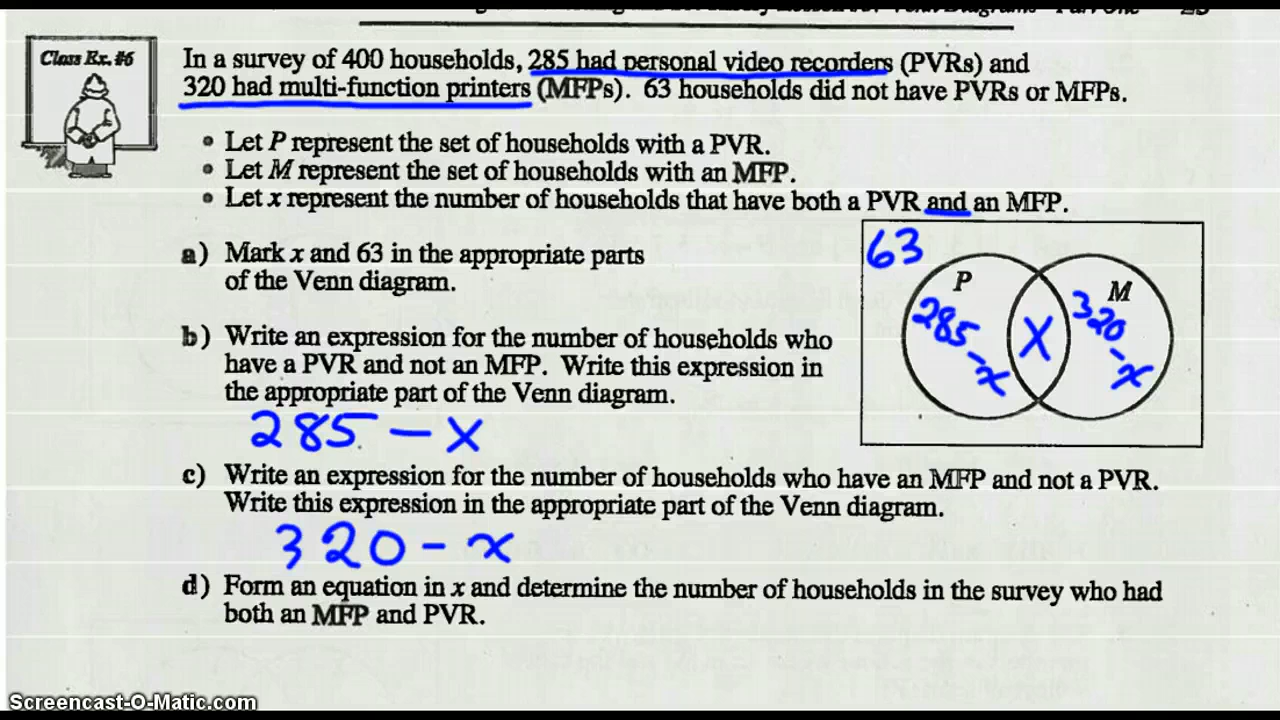 Class Ex. #6
In a survey of 400 households, 285 had personal video recorders (PVRs) and
320 had multi-function printers (MFPs). 63 households did not have PVRs or MFPs.
• Let P represent the set of households with a PVR.
• Let M represent the set of households with an MFP.
• Let x represent the number of households that have both a PVR and an MFP.
a) Mark x and 63 in the appropriate parts
of the Venn diagram.
63
P
M
285
- x
X
320
- x
b) Write an expression for the number of households who
have a PVR and not an MFP. Write this expression in
the appropriate part of the Venn diagram.
285 - x
c) Write an expression for the number of households who have an MFP and not a PVR.
Write this expression in the appropriate part of the Venn diagram.
320 - x
d) Form an equation in x and determine the number of households in the survey who had
both an MFP and PVR.
Screencast-O-Matic.com